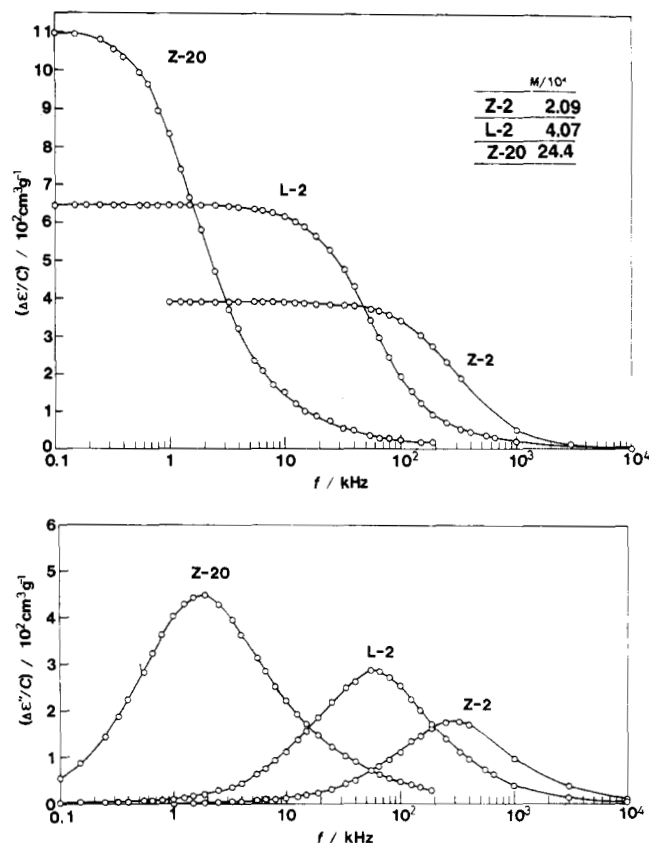 11
10
9
8
7
6
5
4
3
2
1
0
(Δε'/C) / 10²cm³g⁻¹
Z-20
L-2
Z-2
M/10⁴
Z-2 2.09
L-2 4.07
Z-20 24.4
0.1 1 10 10² 10³ 10⁴
f / kHz
6
5
4
3
2
1
0
(Δε"/C) / 10²cm³g⁻¹
Z-20
L-2
Z-2
0.1 1 10 10² 10³ 10⁴
f / kHz